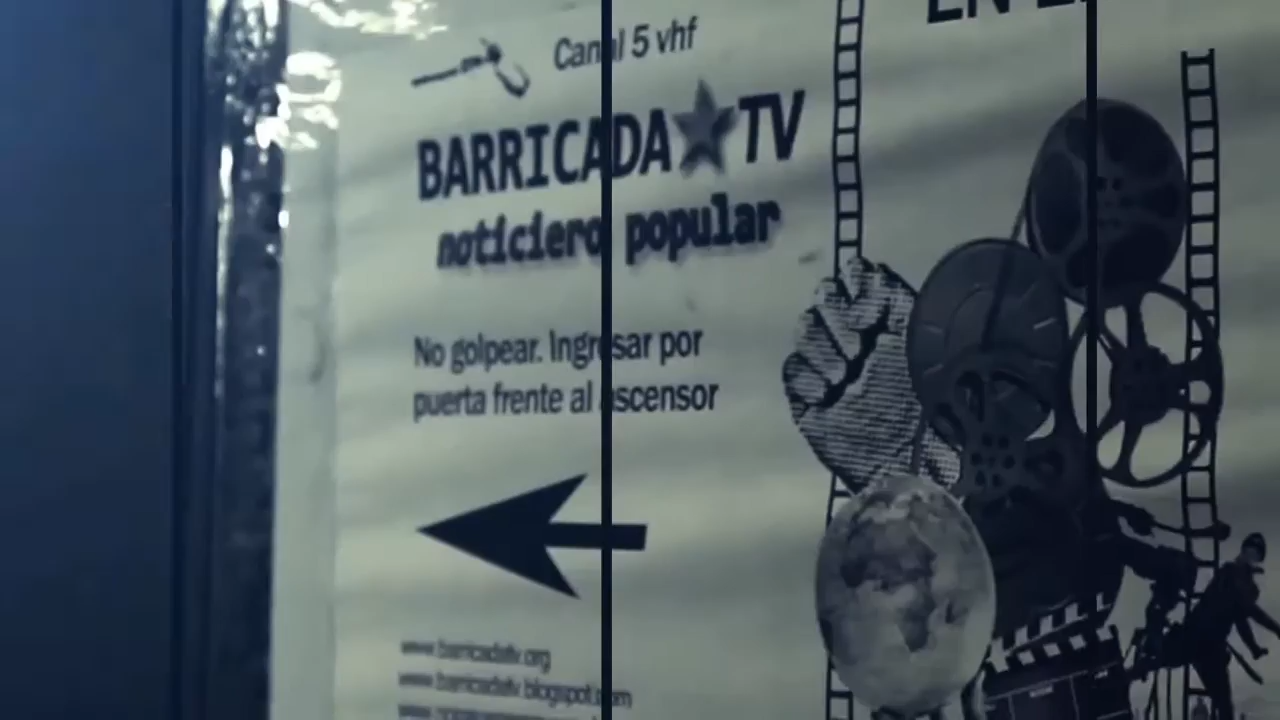 EN
Canal 5 vhf
BARRICADA TV
noticiero popular
No golpear. Ingresar por
puerta frente al ascensor
www.barricadatv.org
www.barricadatv.blogspot.com